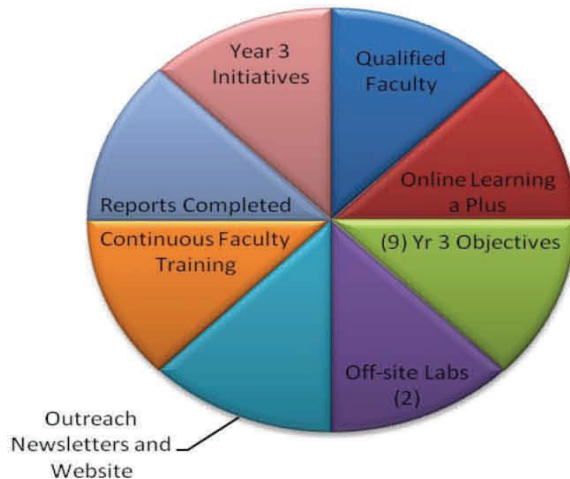 Year 3
Initiatives
Qualified
Faculty
Reports Completed
Online Learning
a Plus
Continuous Faculty
Training
(9) Yr 3 Objectives
Off-site Labs
(2)
Outreach
Newsletters and
Website